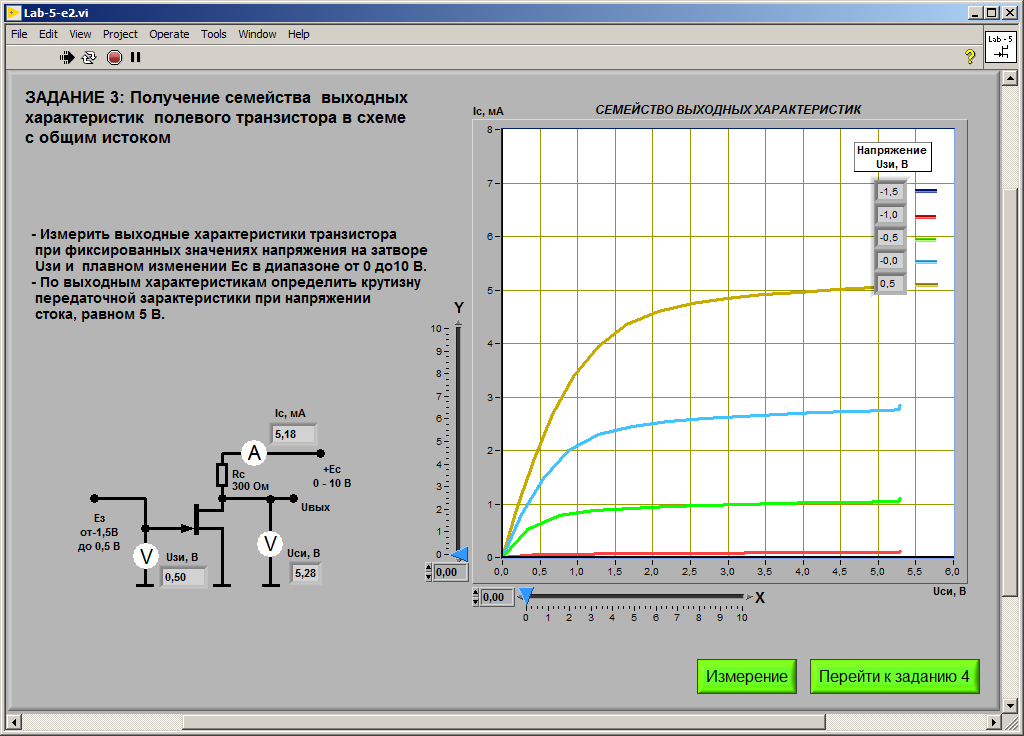 Lab-5-e2.vi
File Edit View Project Operate Tools Window Help
Lab - 5
?
ЗАДАНИЕ 3: Получение семейства выходных
характеристик полевого транзистора в схеме
с общим истоком
- Измерить выходные характеристики транзистора
при фиксированных значениях напряжения на затворе
Uзи и плавном изменении Ес в диапазоне от 0 до10 В.
- По выходным характеристикам определить крутизну
передаточной зарактеристики при напряжении
стока, равном 5 В.
Iс, мА
СЕМЕЙСТВО ВЫХОДНЫХ ХАРАКТЕРИСТИК
8
7
6
5
4
3
2
1
0
0,0 0,5 1,0 1,5 2,0 2,5 3,0 3,5 4,0 4,5 5,0 5,5 6,0
Uси, В
Напряжение
Uзи, В
-1,5
-1,0
-0,5
-0,0
0,5
Y
10
9
8
7
6
5
4
3
2
1
0
0,00
0,00
X
0 1 2 3 4 5 6 7 8 9 10
Iс, мА
5,18
A
Rс
300 Ом
+Ес
0 - 10 В
Uвых
Ез
от-1,5В
до 0,5 В
V
Uзи, В
0,50
V
Uси, В
5,28
Измерение
Перейти к заданию 4